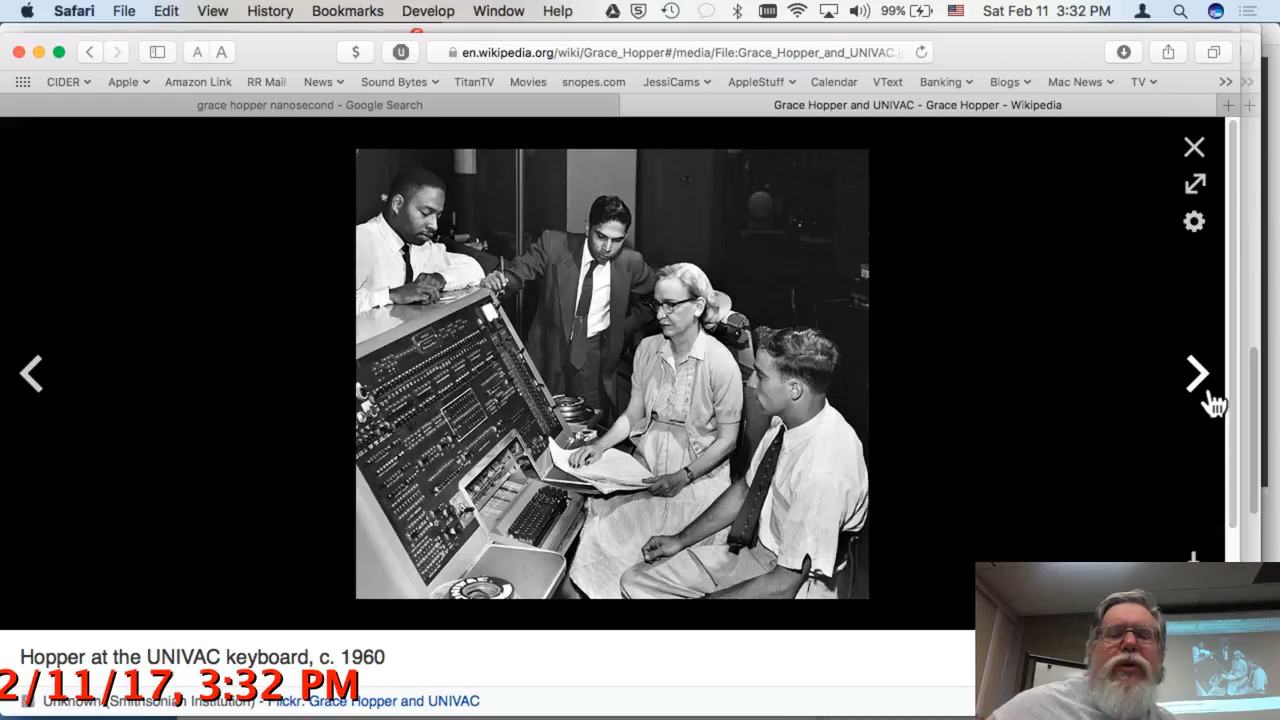 Safari File Edit View History Bookmarks Develop Window Help 99% Sat Feb 11 3:32 PM
A A $ u en.wikipedia.org/wiki/Grace_Hopper#/media/File:Grace_Hopper_and_UNIVAC.
CIDER Apple Amazon Link RR Mail News Sound Bytes TitanTV Movies snopes.com JessiCams AppleStuff Calendar VText Banking Blogs Mac News TV >>
grace hopper nanosecond - Google Search Grace Hopper and UNIVAC - Grace Hopper - Wikipedia
Hopper at the UNIVAC keyboard, c. 1960
2/11/17, 3:32 PM
Unknown (Smithsonian Institution) - Flickr: Grace Hopper and UNIVAC